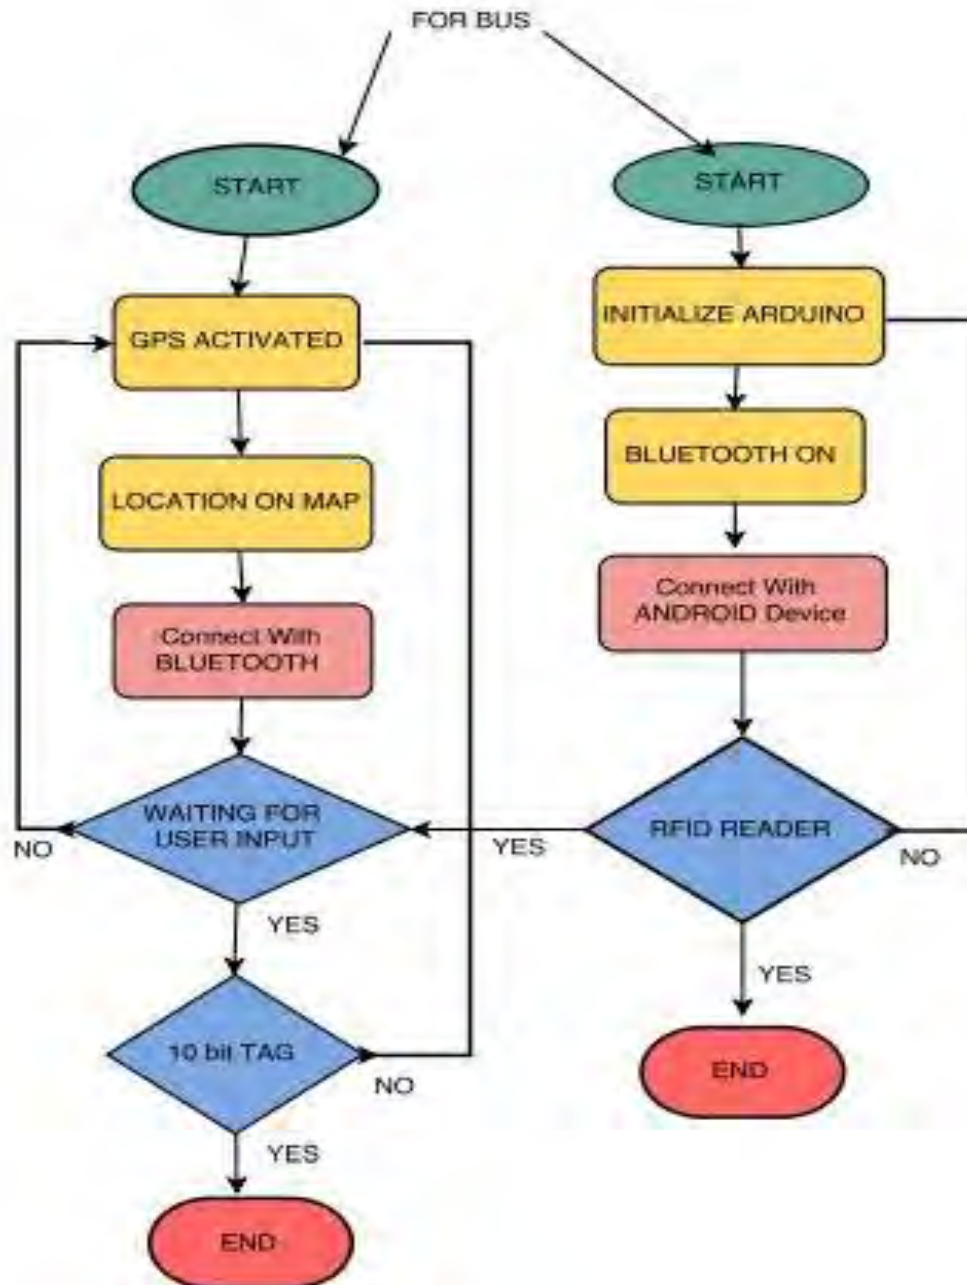 FOR BUS
START
START
GPS ACTIVATED
INITIALIZE ARDUINO
LOCATION ON MAP
BLUETOOTH ON
Connect With
BLUETOOTH
Connect With
ANDROID Device
WAITING FOR
USER INPUT
NO
YES
RFID READER
NO
YES
YES
10 bit TAG
NO
YES
END
END